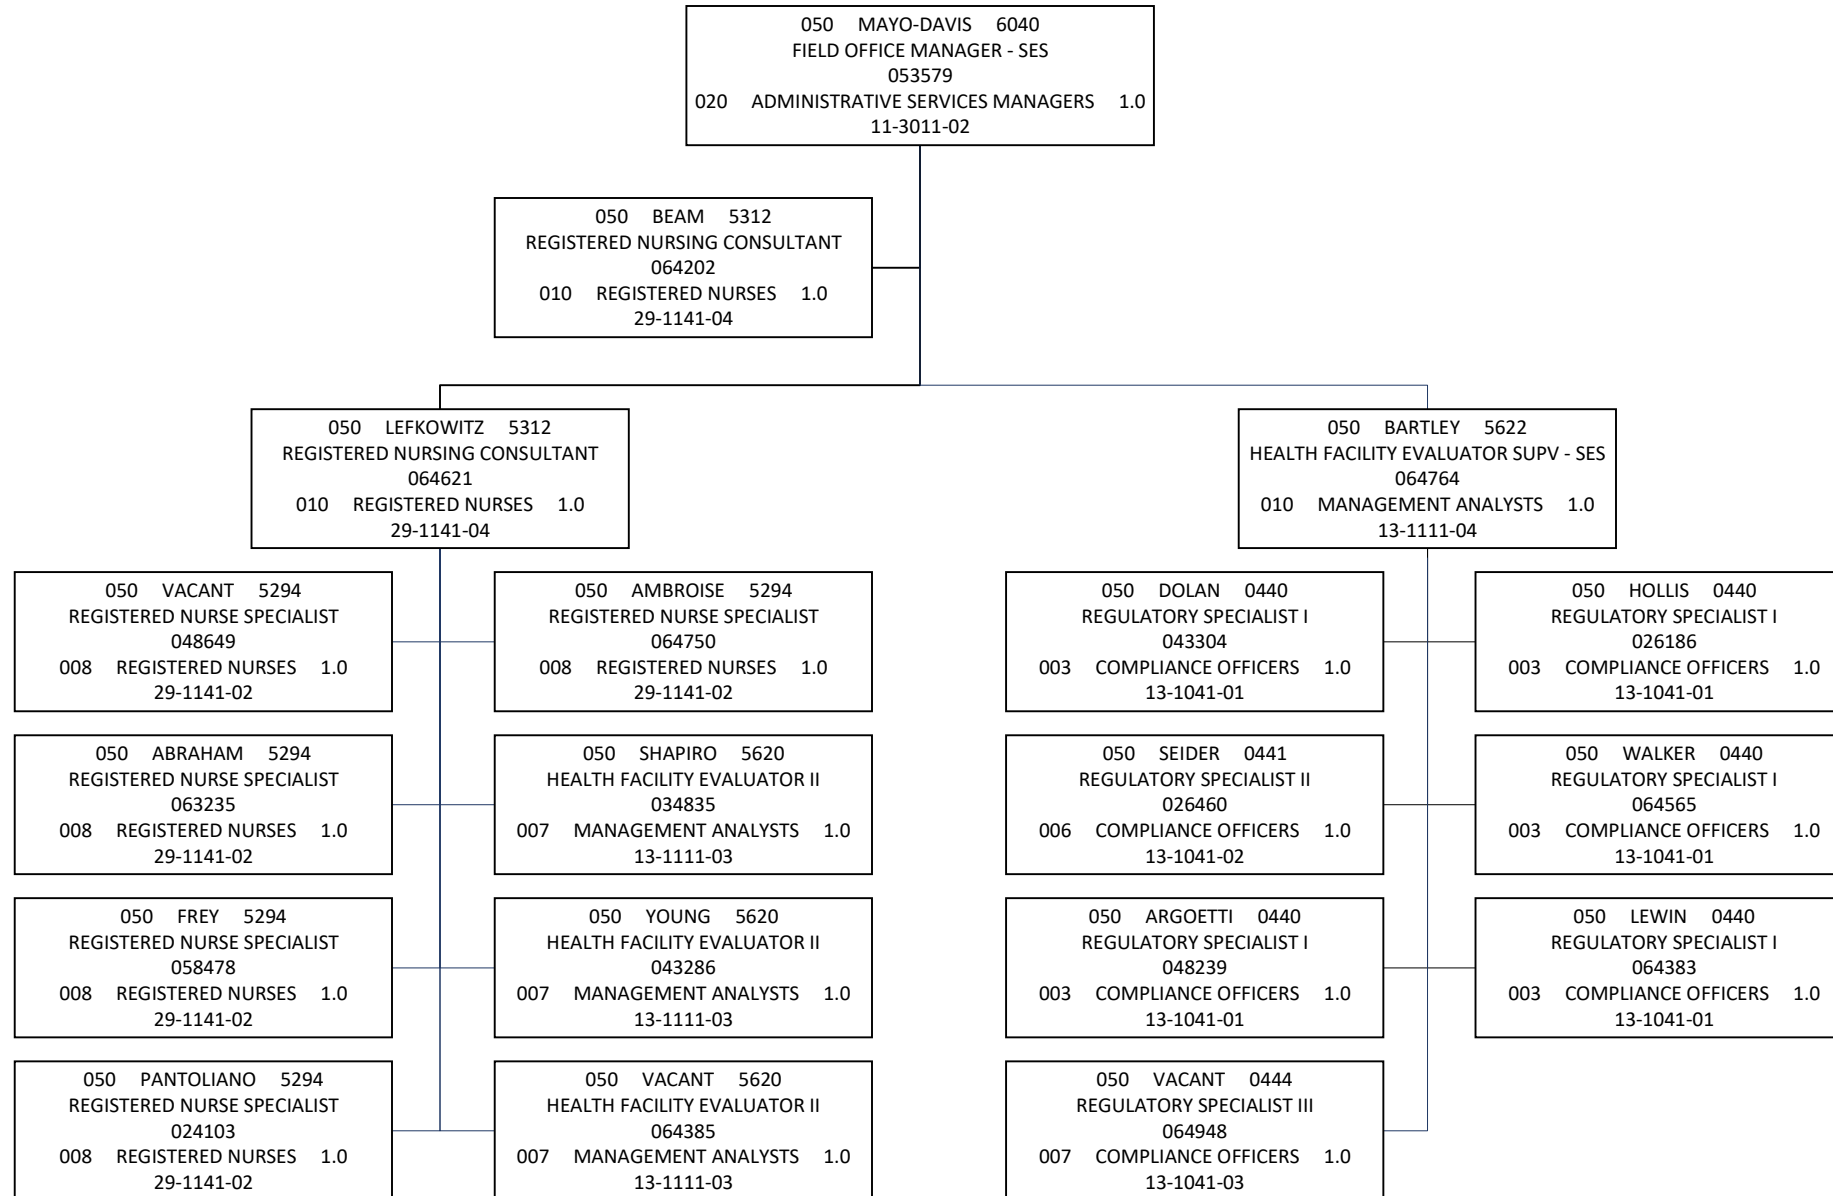 050 MAYO-DAVIS 6040
FIELD OFFICE MANAGER - SES
053579
020 ADMINISTRATIVE SERVICES MANAGERS 1.0
11-3011-02
050 BEAM 5312
REGISTERED NURSING CONSULTANT
064202
010 REGISTERED NURSES 1.0
29-1141-04
050 LEFKOWITZ 5312
REGISTERED NURSING CONSULTANT
064621
010 REGISTERED NURSES 1.0
29-1141-04
050 BARTLEY 5622
HEALTH FACILITY EVALUATOR SUPV - SES
064764
010 MANAGEMENT ANALYSTS 1.0
13-1111-04
050 VACANT 5294
REGISTERED NURSE SPECIALIST
048649
008 REGISTERED NURSES 1.0
29-1141-02
050 AMBROISE 5294
REGISTERED NURSE SPECIALIST
064750
008 REGISTERED NURSES 1.0
29-1141-02
050 DOLAN 0440
REGULATORY SPECIALIST I
043304
003 COMPLIANCE OFFICERS 1.0
13-1041-01
050 HOLLIS 0440
REGULATORY SPECIALIST I
026186
003 COMPLIANCE OFFICERS 1.0
13-1041-01
050 ABRAHAM 5294
REGISTERED NURSE SPECIALIST
063235
008 REGISTERED NURSES 1.0
29-1141-02
050 SHAPIRO 5620
HEALTH FACILITY EVALUATOR II
034835
007 MANAGEMENT ANALYSTS 1.0
13-1111-03
050 SEIDER 0441
REGULATORY SPECIALIST II
026460
006 COMPLIANCE OFFICERS 1.0
13-1041-02
050 WALKER 0440
REGULATORY SPECIALIST I
064565
003 COMPLIANCE OFFICERS 1.0
13-1041-01
050 FREY 5294
REGISTERED NURSE SPECIALIST
058478
008 REGISTERED NURSES 1.0
29-1141-02
050 YOUNG 5620
HEALTH FACILITY EVALUATOR II
043286
007 MANAGEMENT ANALYSTS 1.0
13-1111-03
050 ARGOETTI 0440
REGULATORY SPECIALIST I
048239
003 COMPLIANCE OFFICERS 1.0
13-1041-01
050 LEWIN 0440
REGULATORY SPECIALIST I
064383
003 COMPLIANCE OFFICERS 1.0
13-1041-01
050 PANTOLIANO 5294
REGISTERED NURSE SPECIALIST
024103
008 REGISTERED NURSES 1.0
29-1141-02
050 VACANT 5620
HEALTH FACILITY EVALUATOR II
064385
007 MANAGEMENT ANALYSTS 1.0
13-1111-03
050 VACANT 0444
REGULATORY SPECIALIST III
064948
007 COMPLIANCE OFFICERS 1.0
13-1041-03